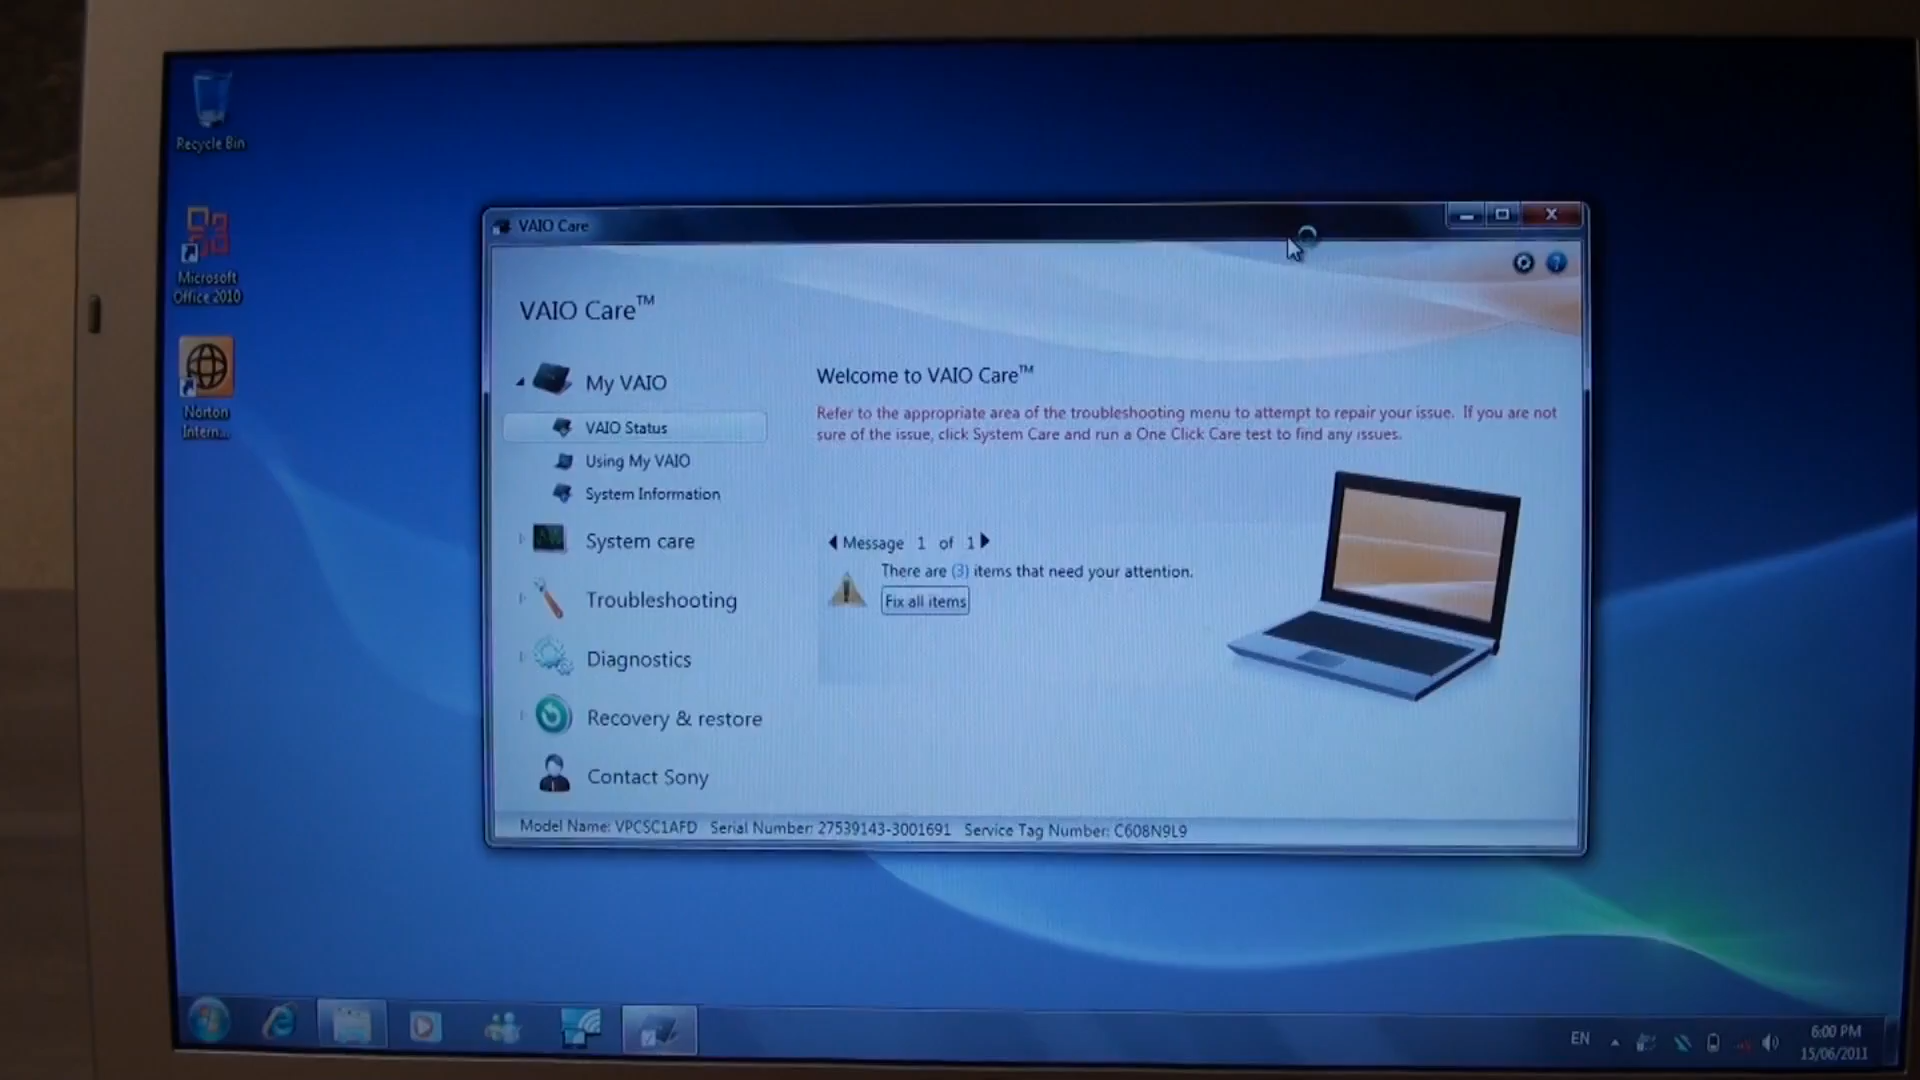 Recycle Bin
Microsoft
Office 2010
Norton
Intern...
VAIO Care
VAIO Care™
My VAIO
VAIO Status
Using My VAIO
System Information
System care
Troubleshooting
Diagnostics
Recovery & restore
Contact Sony
Welcome to VAIO Care™
Refer to the appropriate area of the troubleshooting menu to attempt to repair your issue. If you are not
sure of the issue, click System Care and run a One Click Care test to find any issues.
Message 1 of 1
There are (3) items that need your attention.
Fix all items
Model Name: VPCSC1AFD Serial Number: 27539143-3001691 Service Tag Number: C608N9L9
EN
6:00 PM
15/06/2011